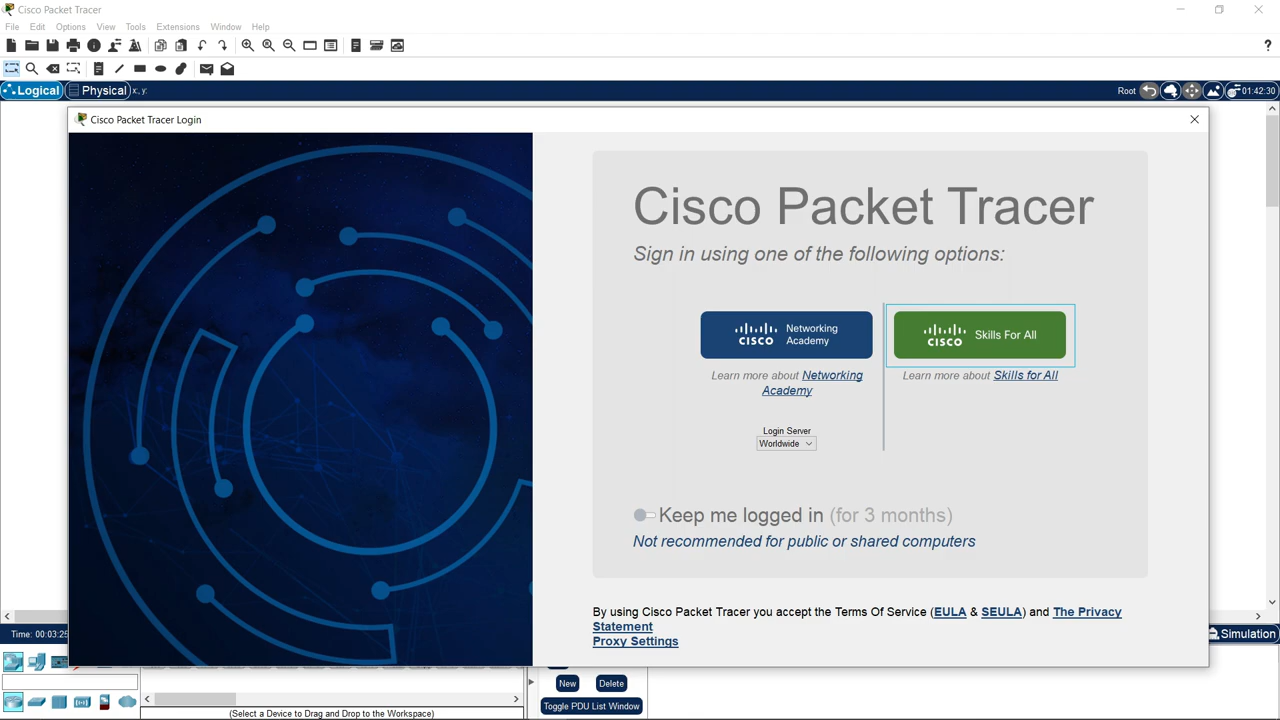 Cisco Packet Tracer
File Edit Options View Tools Extensions Window Help
?
Logical Physical x, y:
Root 01:42:30
Cisco Packet Tracer Login
Cisco Packet Tracer
Sign in using one of the following options:
CISCO Networking Academy
CISCO Skills For All
Learn more about Networking
Academy
Learn more about Skills for All
Login Server
Worldwide
Keep me logged in (for 3 months)
Not recommended for public or shared computers
By using Cisco Packet Tracer you accept the Terms Of Service (EULA & SEULA) and The Privacy
Statement
Proxy Settings
Time: 00:03:25
Simulation
New Delete
Toggle PDU List Window
(Select a Device to Drag and Drop to the Workspace)